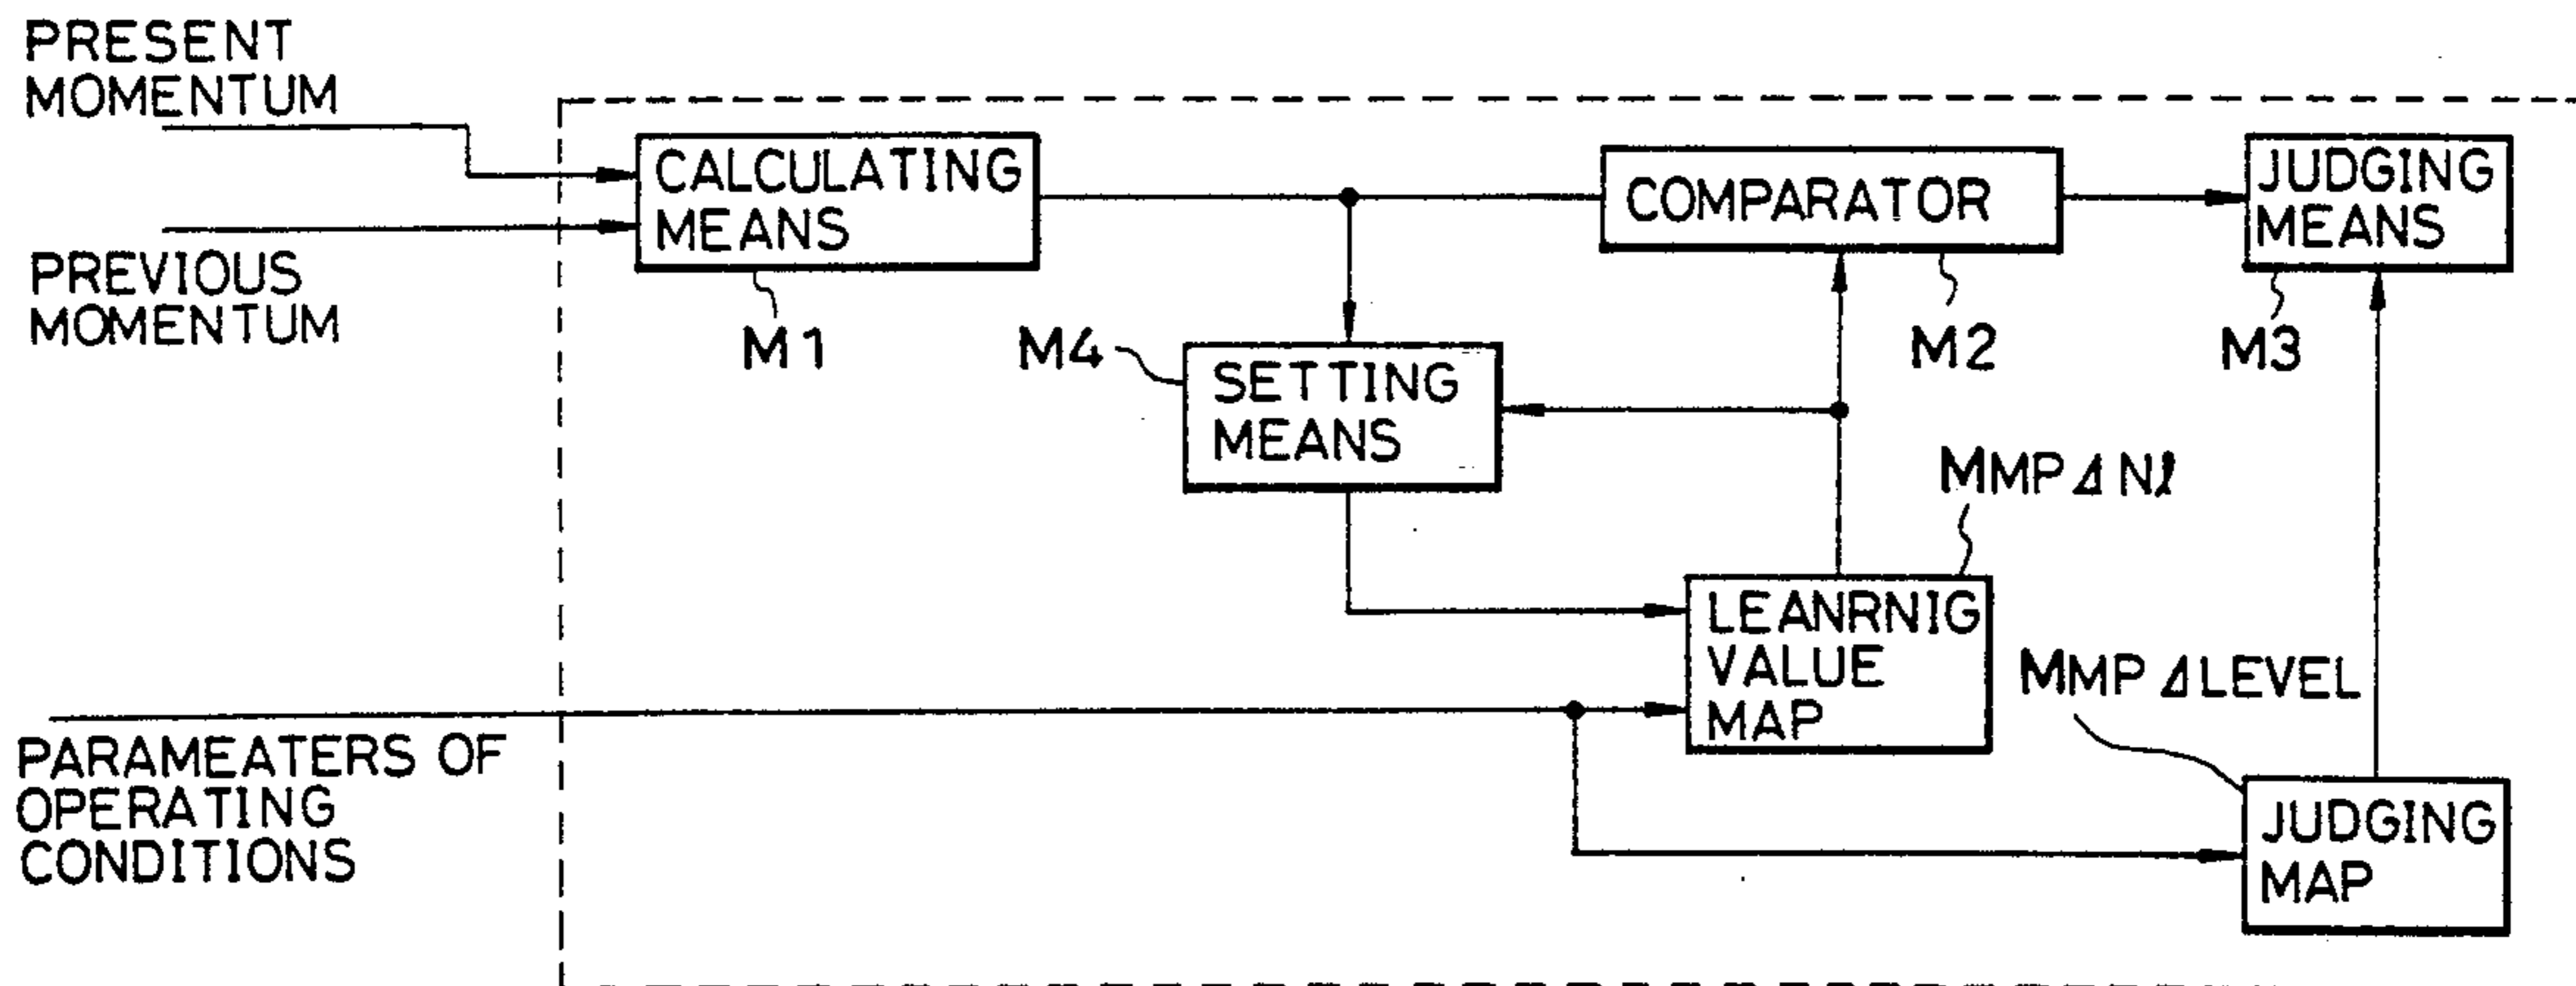 PRESENT
MOMENTUM
CALCULATING
MEANS
COMPARATOR
JUDGING
MEANS
PREVIOUS
MOMENTUM
M1
M4
M2
M3
SETTING
MEANS
MMPΔNℓ
LEANRNIG
VALUE
MAP
MMPΔLEVEL
PARAMEATERS OF
OPERATING
CONDITIONS
JUDGING
MAP